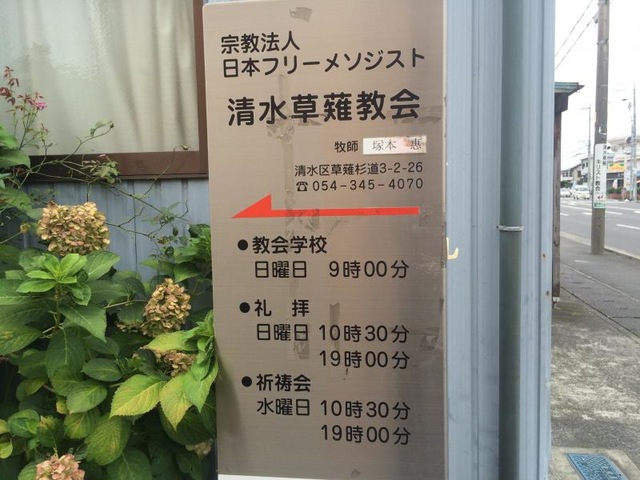 宗教法人
日本フリーメソジスト
清水草薙教会
牧師 塚本 惠
清水区草薙杉道3-2-26
☎054-345-4070
●教会学校
日曜日 9時00分
●礼 拝
日曜日 10時30分
19時00分
●祈祷会
水曜日 10時30分
19時00分